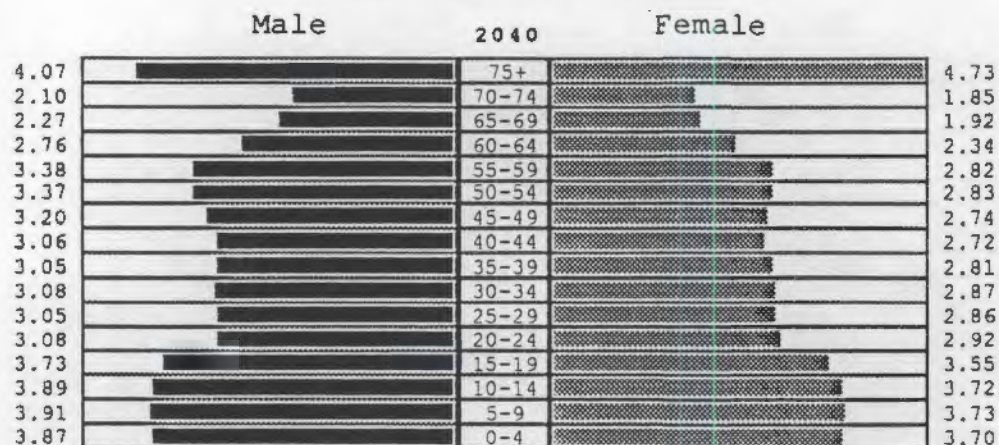 Male 2040 Female
4.07 75+ 4.73
2.10 70-74 1.85
2.27 65-69 1.92
2.76 60-64 2.34
3.38 55-59 2.82
3.37 50-54 2.83
3.20 45-49 2.74
3.06 40-44 2.72
3.05 35-39 2.81
3.08 30-34 2.87
3.05 25-29 2.86
3.08 20-24 2.92
3.73 15-19 3.55
3.89 10-14 3.72
3.91 5-9 3.73
3.87 0-4 3.70